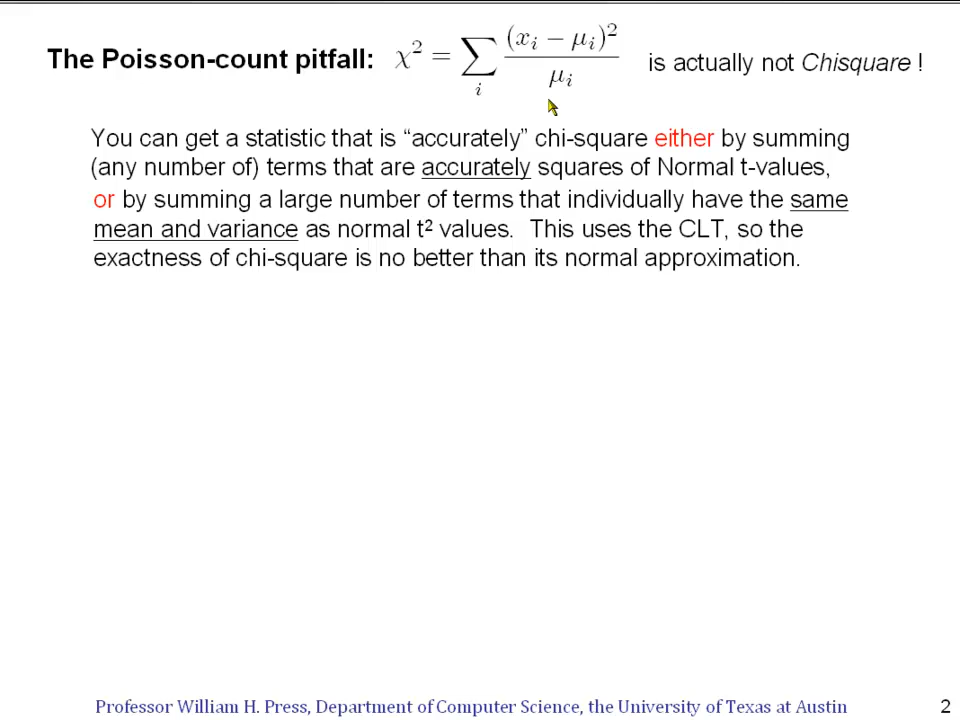 The Poisson-count pitfall: χ² = ∑_i (x_i − μ_i)² / μ_i is actually not Chisquare !
You can get a statistic that is “accurately” chi-square either by summing
(any number of) terms that are accurately squares of Normal t-values,
or by summing a large number of terms that individually have the same
mean and variance as normal t² values. This uses the CLT, so the
exactness of chi-square is no better than its normal approximation.
Professor William H. Press, Department of Computer Science, the University of Texas at Austin 2